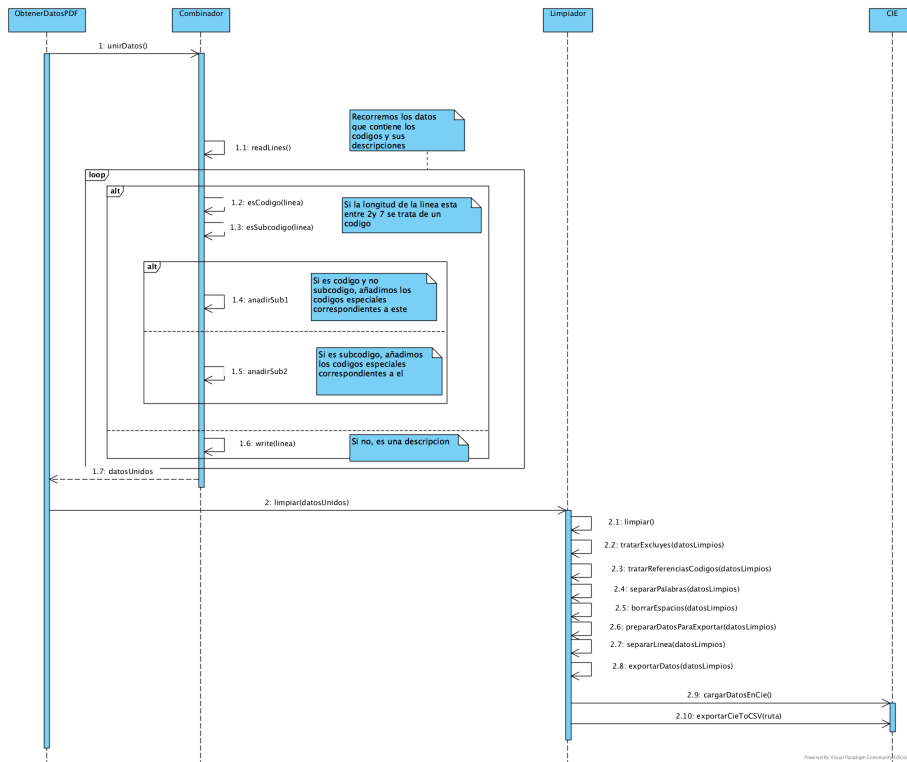 ObtenerDatosPDF
Combinador
Limpiador
CIE
1: unirDatos()
Recorremos los datos
que contiene los
codigos y sus
descripciones
1.1: readLines()
loop
alt
1.2: esCodigo(linea)
Si la longitud de la linea esta
entre 2y 7 se trata de un
codigo
1.3: esSubcodigo(linea)
alt
Si es codigo y no
subcodigo, añadimos los
codigos especiales
correspondientes a este
1.4: anadirSub1
Si es subcodigo, añadimos
los codigos especiales
correspondientes a el
1.5: anadirSub2
Si no, es una descripcion
1.6: write(linea)
1.7: datosUnidos
2: limpiar(datosUnidos)
2.1: limpiar()
2.2: tratarExcluyes(datosLimpios)
2.3: tratarReferenciasCodigos(datosLimpios)
2.4: separarPalabras(datosLimpios)
2.5: borrarEspacios(datosLimpios)
2.6: prepararDatosParaExportar(datosLimpios)
2.7: separarLinea(datosLimpios)
2.8: exportarDatos(datosLimpios)
2.9: cargarDatosEnCie()
2.10: exportarCieToCSV(ruta)
Powered By Visual Paradigm Community Edition